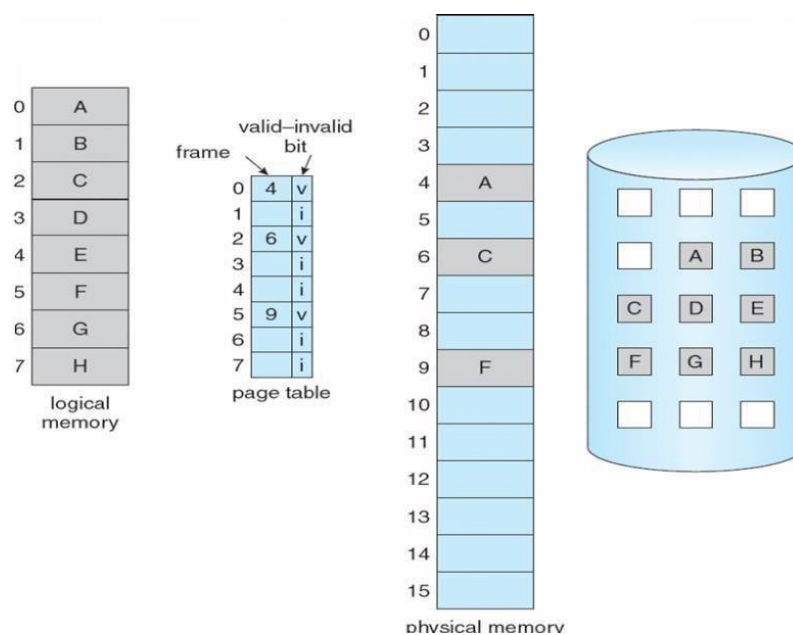 0 A
1 B
2 C
3 D
4 E
5 F
6 G
7 H
logical
memory
valid–invalid
bit
frame
0 4 v
1 i
2 6 v
3 i
4 i
5 9 v
6 i
7 i
page table
0
1
2
3
4 A
5
6 C
7
8
9 F
10
11
12
13
14
15
physical memory
A B
C D E
F G H